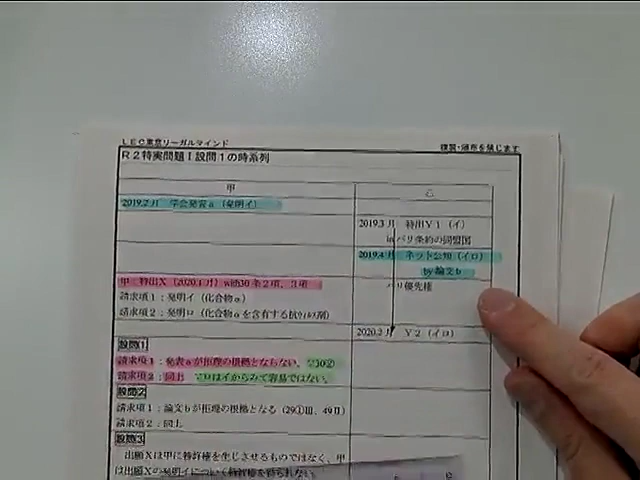 LEC東京リーガルマインド
複製・頒布を禁じます
R2特実問題Ⅰ設問1の時系列
甲
乙
2019.2月 学会発表a(発明イ)
2019.3月 特出Y1(イ)
inパリ条約の同盟国
2019.4月 ネット公知(イロ)
by論文b
甲:特出X(2020.1月)with30条2項、3項
請求項1:発明イ(化合物α)
請求項2:発明ロ(化合物αを含有する抗ウイルス剤)
パリ優先権
2020.2月 Y2(イロ)
設問1
請求項1:発表aが拒理の根拠とならない。∵30②
請求項2:同上 ∵ロはイからみて容易ではない。
設問2
請求項1:論文bが拒理の根拠となる(29①Ⅲ、49Ⅱ)
請求項2:同上
設問3
出願Xは甲に特許権を生じさせるものではなく、甲
は出願Xの発明イについて特許権を得られない。